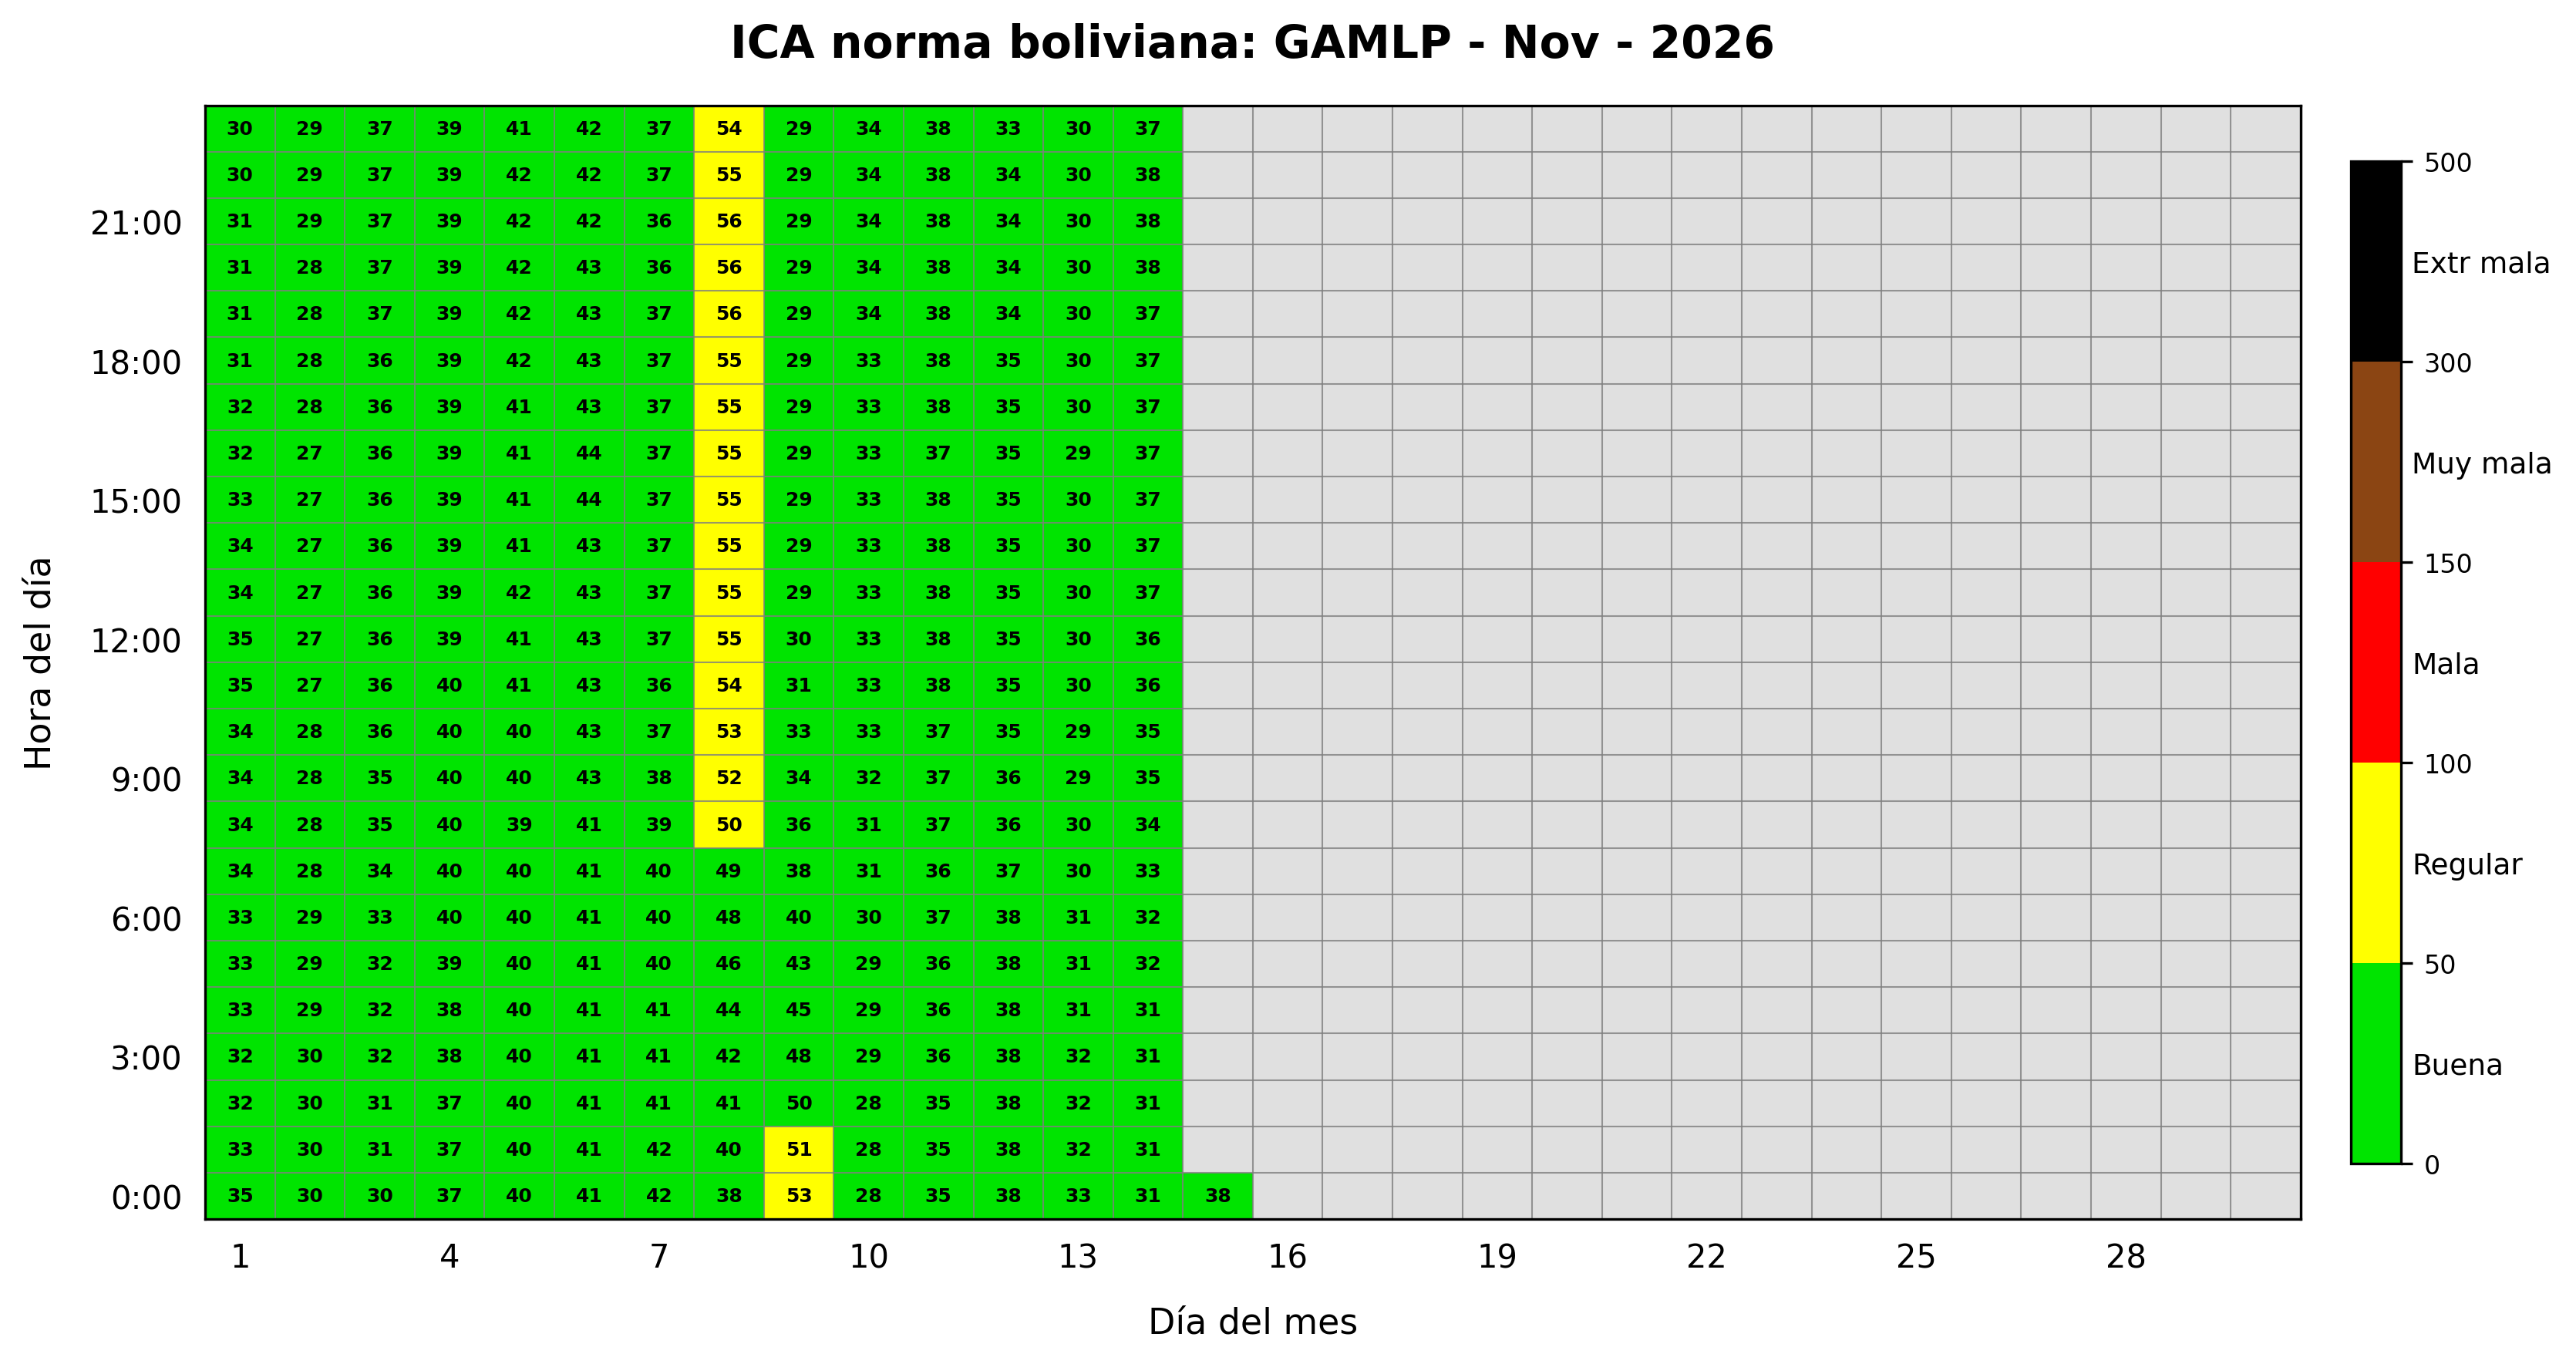 ICA norma boliviana: GAMLP - Nov - 2026
30 29 37 39 41 42 37 54 29 34 38 33 30 37
30 29 37 39 42 42 37 55 29 34 38 34 30 38
21:00 31 29 37 39 42 42 36 56 29 34 38 34 30 38
31 28 37 39 42 43 36 56 29 34 38 34 30 38
31 28 37 39 42 43 37 56 29 34 38 34 30 37
18:00 31 28 36 39 42 43 37 55 29 33 38 35 30 37
32 28 36 39 41 43 37 55 29 33 38 35 30 37
32 27 36 39 41 44 37 55 29 33 37 35 29 37
15:00 33 27 36 39 41 44 37 55 29 33 38 35 30 37
34 27 36 39 41 43 37 55 29 33 38 35 30 37
34 27 36 39 42 43 37 55 29 33 38 35 30 37
12:00 35 27 36 39 41 43 37 55 30 33 38 35 30 36
35 27 36 40 41 43 36 54 31 33 38 35 30 36
34 28 36 40 40 43 37 53 33 33 37 35 29 35
9:00 34 28 35 40 40 43 38 52 34 32 37 36 29 35
34 28 35 40 39 41 39 50 36 31 37 36 30 34
34 28 34 40 40 41 40 49 38 31 36 37 30 33
6:00 33 29 33 40 40 41 40 48 40 30 37 38 31 32
33 29 32 39 40 41 40 46 43 29 36 38 31 32
33 29 32 38 40 41 41 44 45 29 36 38 31 31
3:00 32 30 32 38 40 41 41 42 48 29 36 38 32 31
32 30 31 37 40 41 41 41 50 28 35 38 32 31
33 30 31 37 40 41 42 40 51 28 35 38 32 31
0:00 35 30 30 37 40 41 42 38 53 28 35 38 33 31 38
1 4 7 10 13 16 19 22 25 28
Día del mes
Hora del día
500
Extr mala
300
Muy mala
150
Mala
100
Regular
50
Buena
0